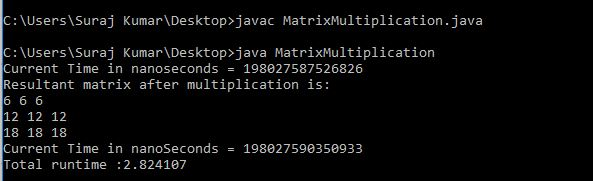 C:\Users\Suraj Kumar\Desktop>javac MatrixMultiplication.java
C:\Users\Suraj Kumar\Desktop>java MatrixMultiplication
Current Time in nanoseconds = 198027587526826
Resultant matrix after multiplication is:
6 6 6
12 12 12
18 18 18
Current Time in nanoSeconds = 198027590350933
Total runtime :2.824107